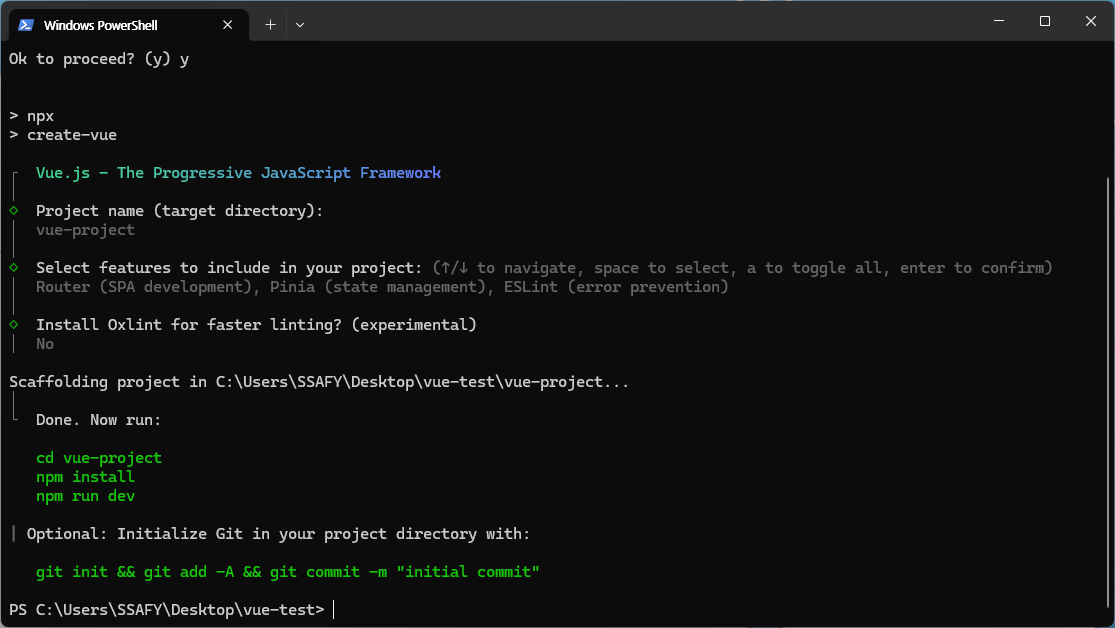 Windows PowerShell
Ok to proceed? (y) y
> npx
> create-vue
Vue.js - The Progressive JavaScript Framework
Project name (target directory):
vue-project
Select features to include in your project: (↑/↓ to navigate, space to select, a to toggle all, enter to confirm)
Router (SPA development), Pinia (state management), ESLint (error prevention)
Install Oxlint for faster linting? (experimental)
No
Scaffolding project in C:\Users\SSAFY\Desktop\vue-test\vue-project...
Done. Now run:
cd vue-project
npm install
npm run dev
| Optional: Initialize Git in your project directory with:
git init && git add -A && git commit -m "initial commit"
PS C:\Users\SSAFY\Desktop\vue-test>